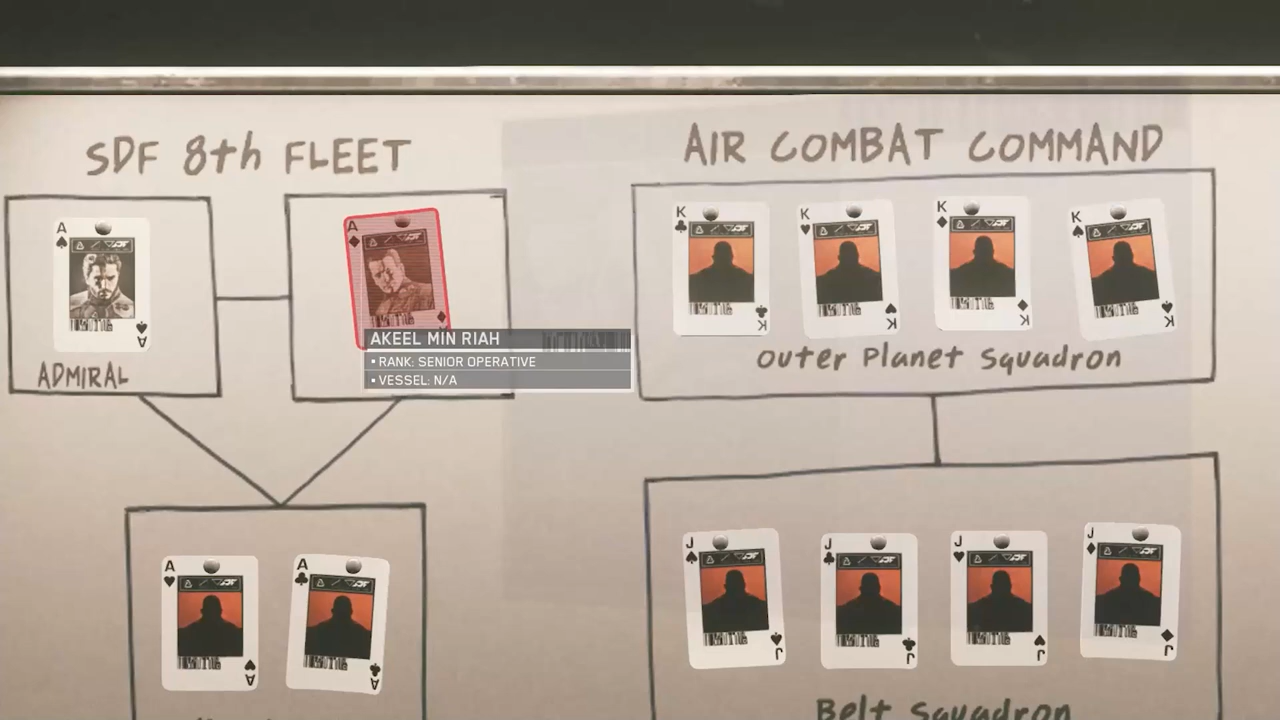 SDF 8th FLEET
AIR COMBAT COMMAND
A
A
K
K
K
K
A
K
K
K
K
AKEEL MIN RIAH
• RANK: SENIOR OPERATIVE
• VESSEL: N/A
ADMIRAL
Outer Planet Squadron
A
A
J
J
J
J
A
A
J
J
J
J
Belt Squadron